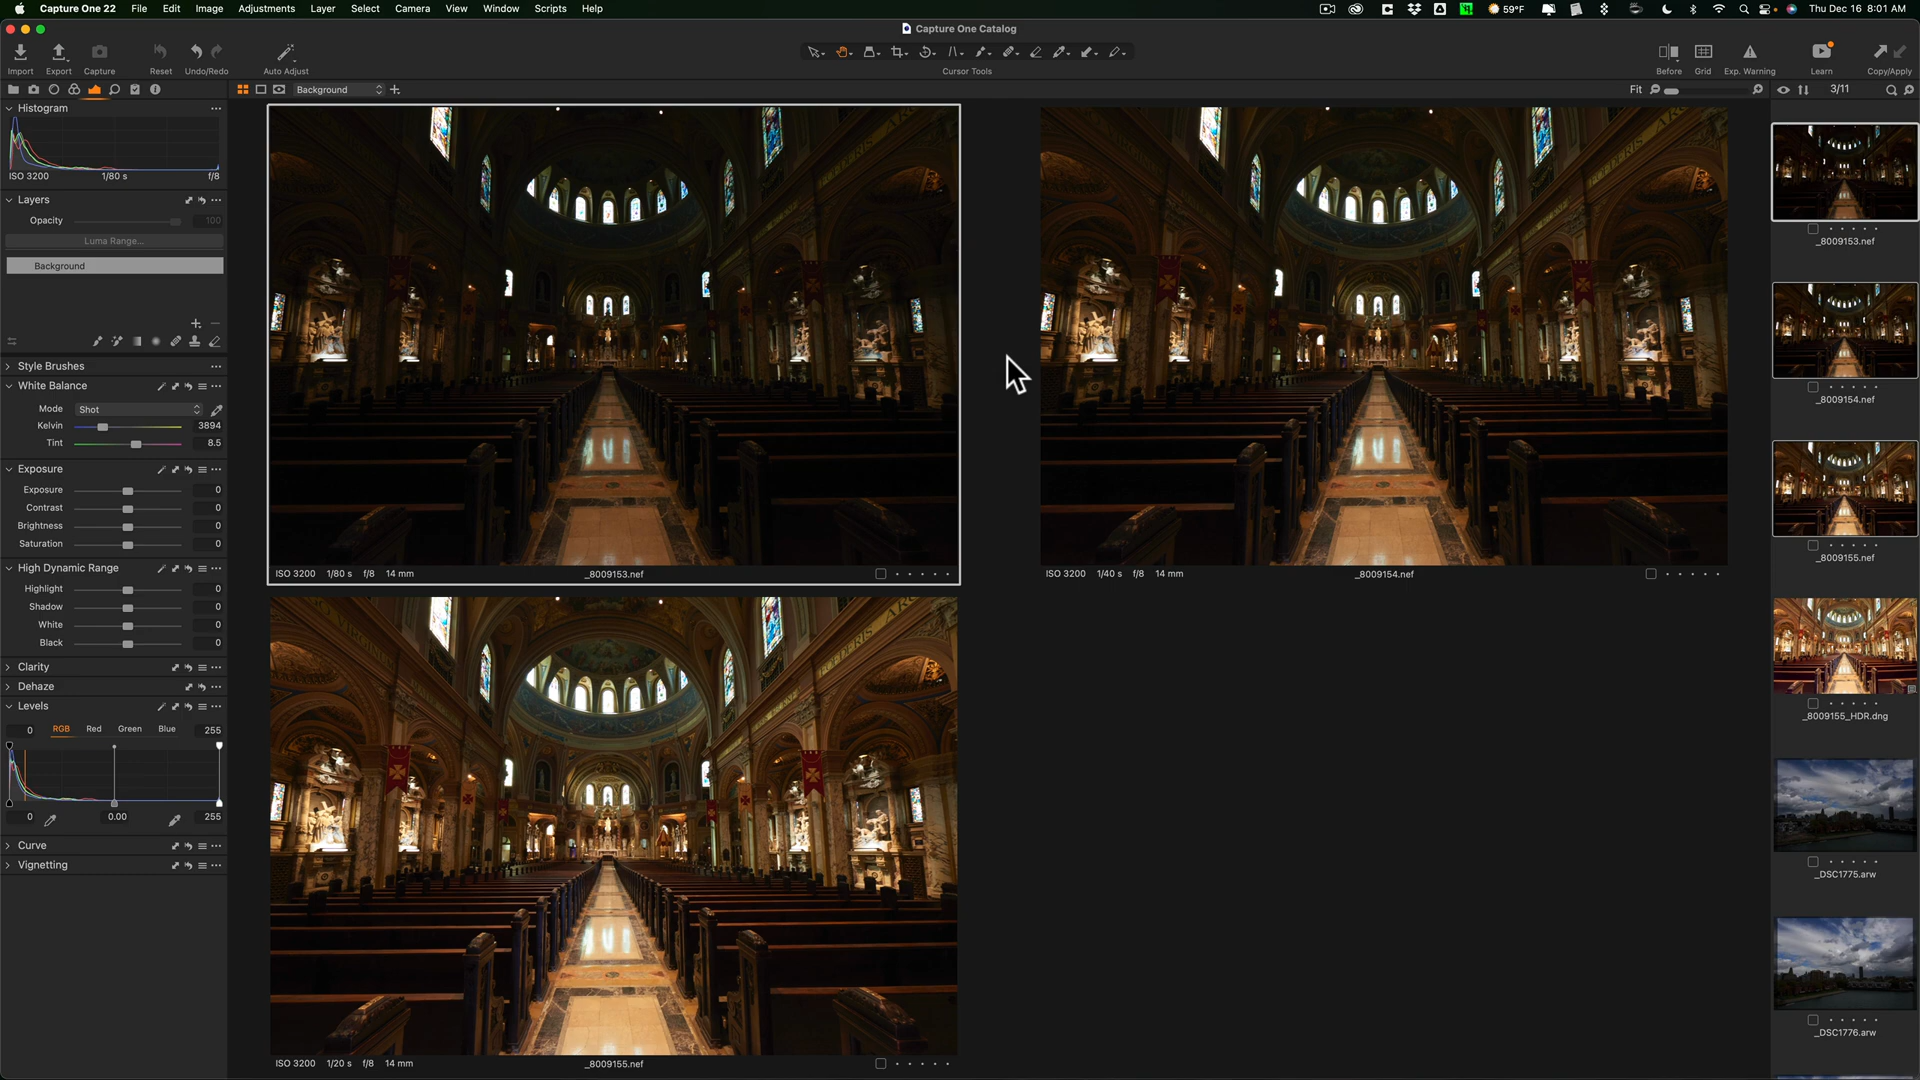 Capture One 22 File Edit Image Adjustments Layer Select Camera View Window Scripts Help 59°F Thu Dec 16 8:01 AM
Capture One Catalog
Import Export Capture Reset Undo/Redo Auto Adjust Cursor Tools Before Grid Exp. Warning Learn Copy/Apply
Background Fit 3/11
Histogram
ISO 3200 1/80 s f/8
Layers
Opacity 100
Luma Range...
Background
Style Brushes
White Balance
Mode Shot
Kelvin 3894
Tint 8.5
Exposure
Exposure 0
Contrast 0
Brightness 0
Saturation 0
High Dynamic Range
Highlight 0
Shadow 0
White 0
Black 0
Clarity
Dehaze
Levels
0 RGB Red Green Blue 255
0 0.00 255
Curve
Vignetting
ISO 3200 1/80 s f/8 14 mm _8009153.nef
ISO 3200 1/40 s f/8 14 mm _8009154.nef
ISO 3200 1/20 s f/8 14 mm _8009155.nef
_8009153.nef
_8009154.nef
_8009155.nef
_8009155_HDR.dng
_DSC1775.arw
_DSC1776.arw